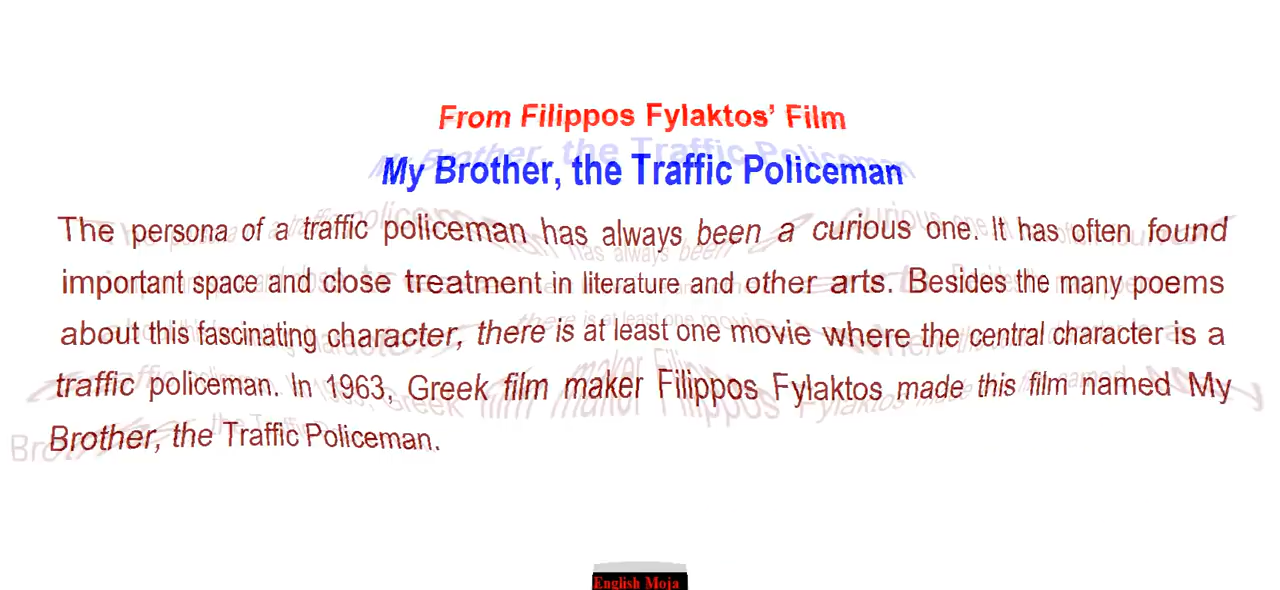 From Filippos Fylaktos’ Film
My Brother, the Traffic Policeman
The persona of a traffic policeman has always been a curious one. It has often found
important space and close treatment in literature and other arts. Besides the many poems
about this fascinating character, there is at least one movie where the central character is a
traffic policeman. In 1963, Greek film maker Filippos Fylaktos made this film named My
Brother, the Traffic Policeman.
English Moja